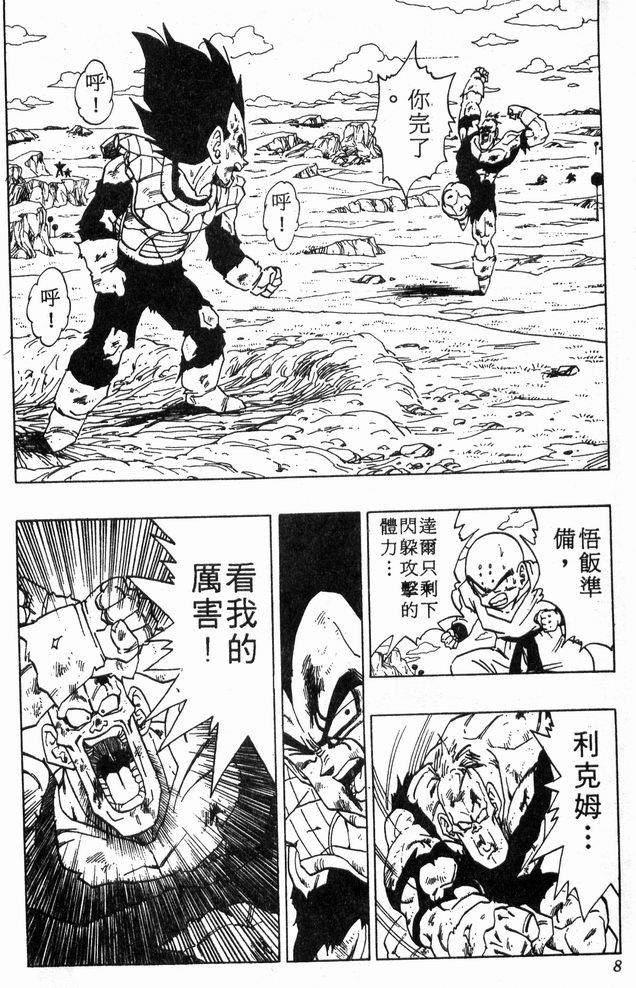 你完了
。
呼！
呼！
呼！
悟飯準
備，
達爾只剩下
閃躲攻擊的
體力…
利克姆…
看我的
厲害！
8